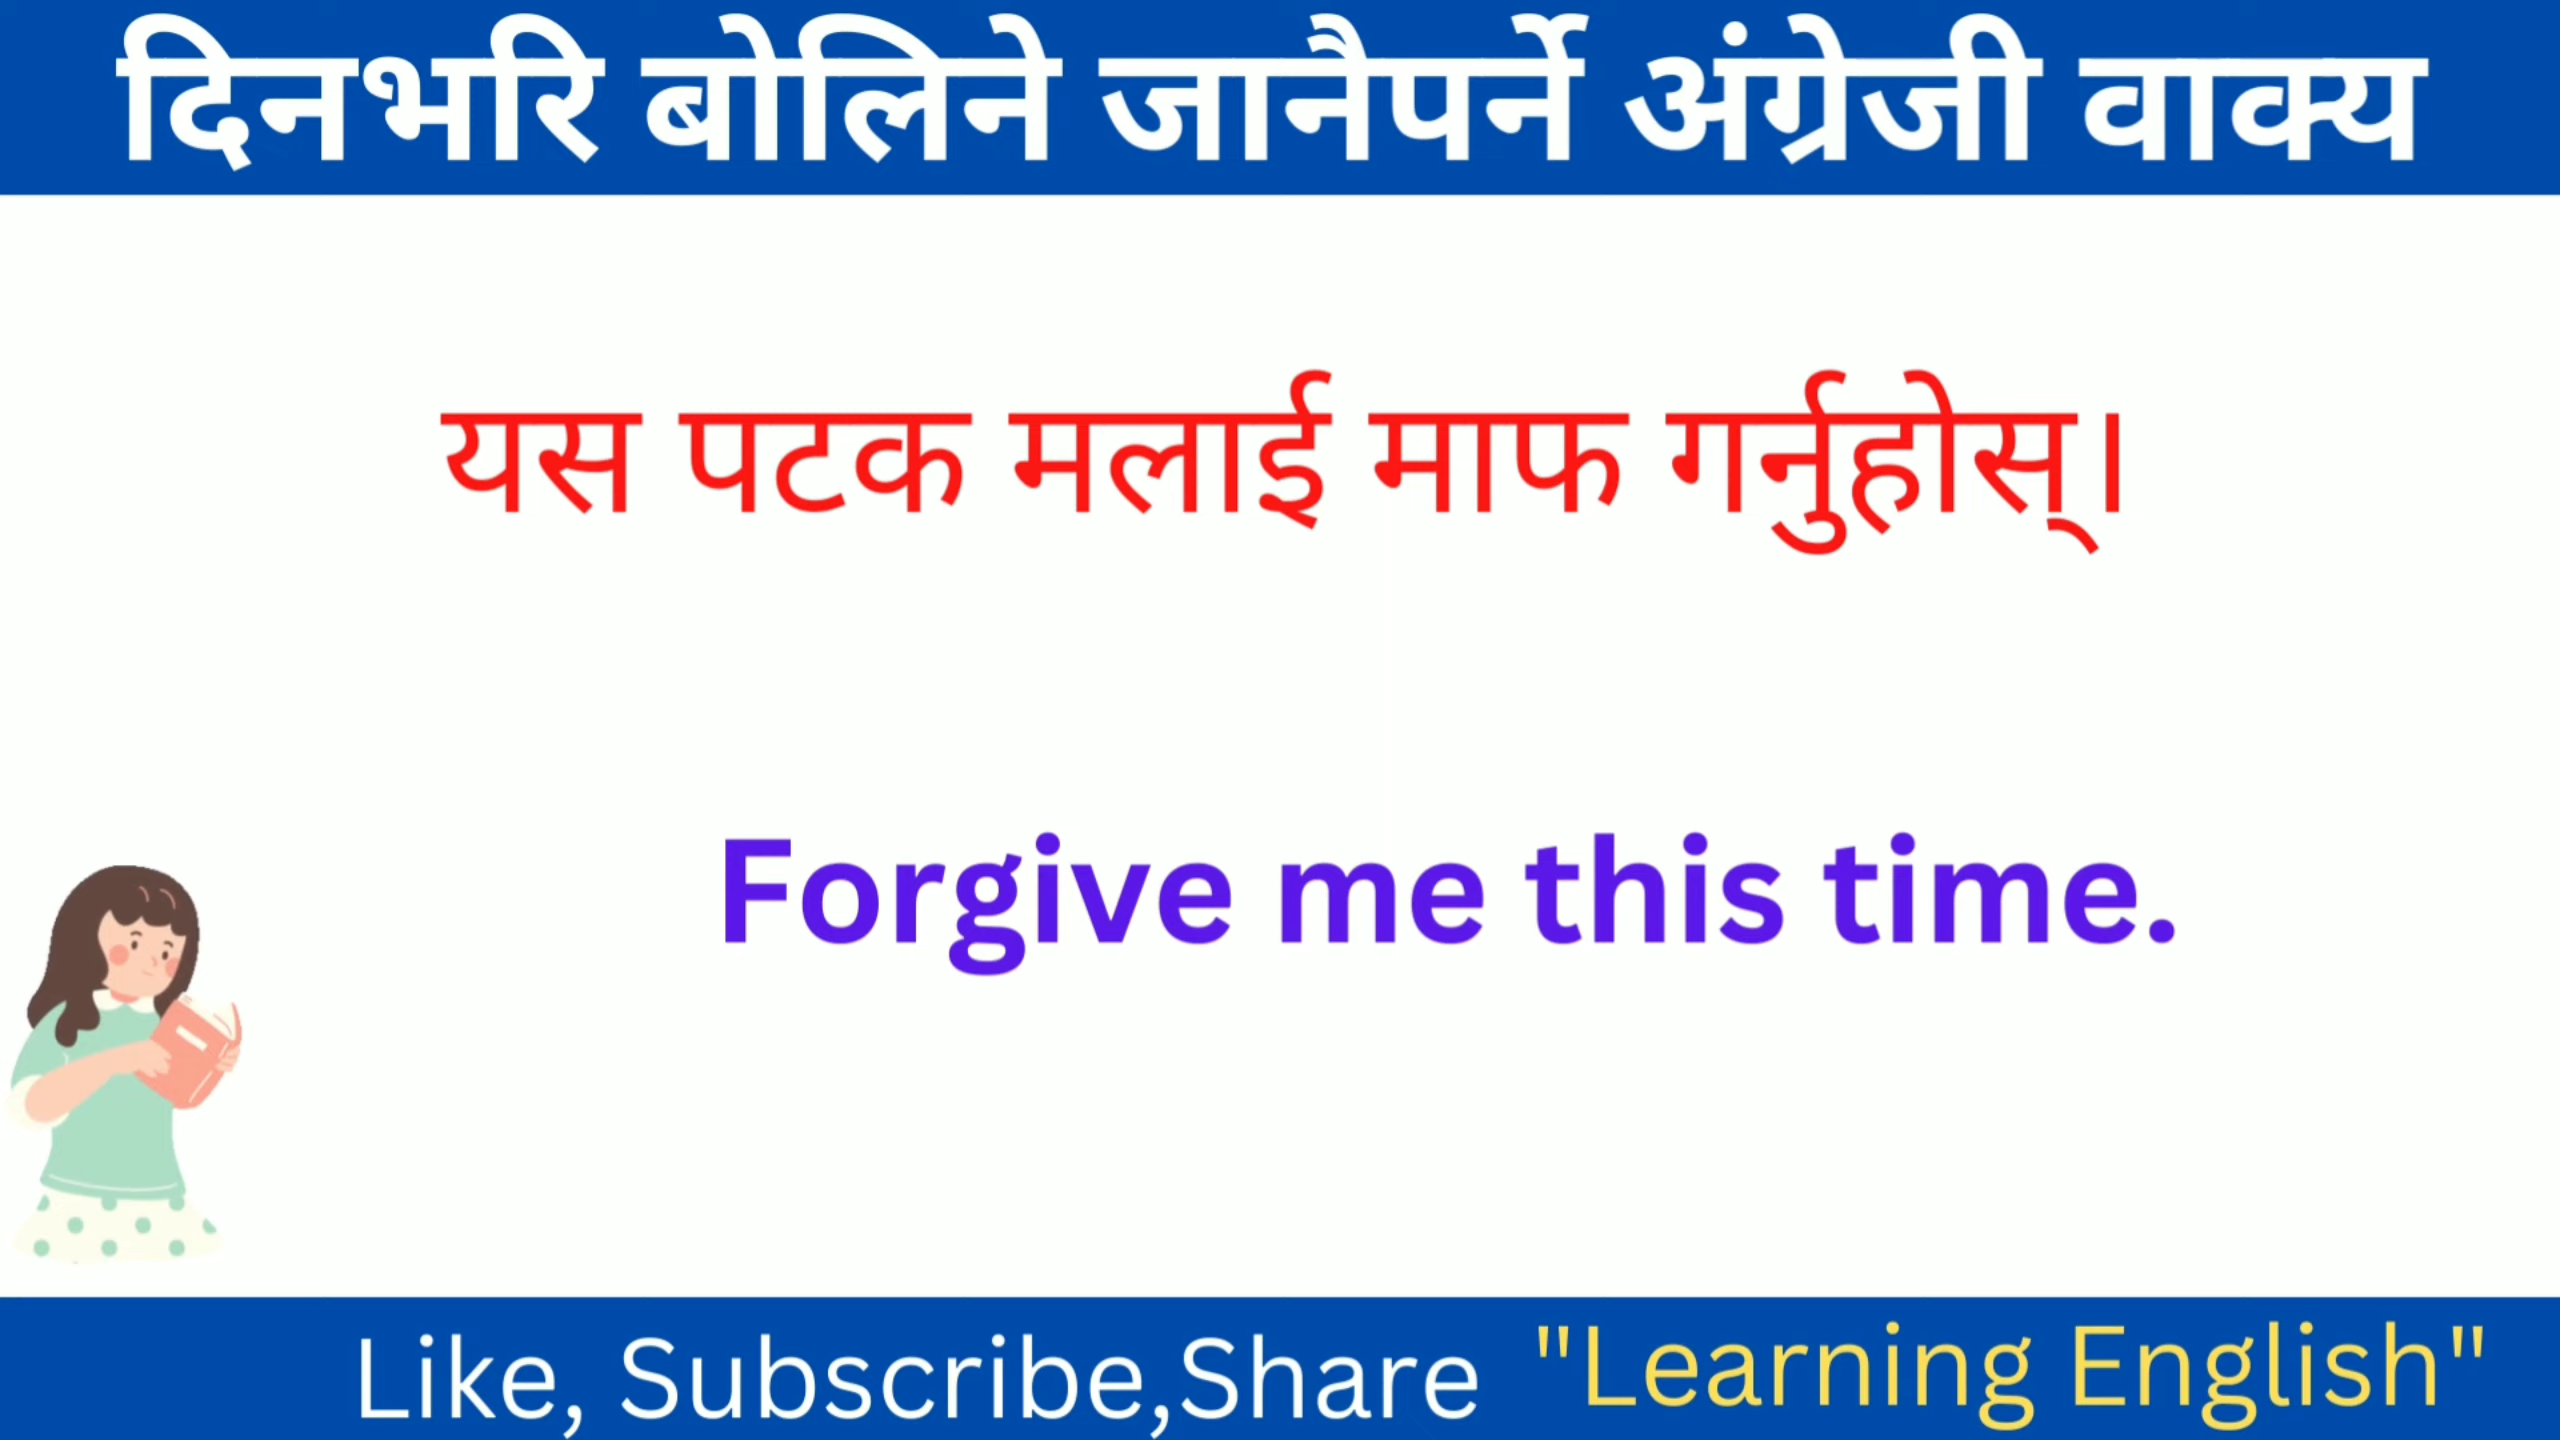 दिनभरि बोलिने जानैपर्ने अंग्रेजी वाक्य
यस पटक मलाई माफ गर्नुहोस्।
Forgive me this time.
Like, Subscribe,Share "Learning English"